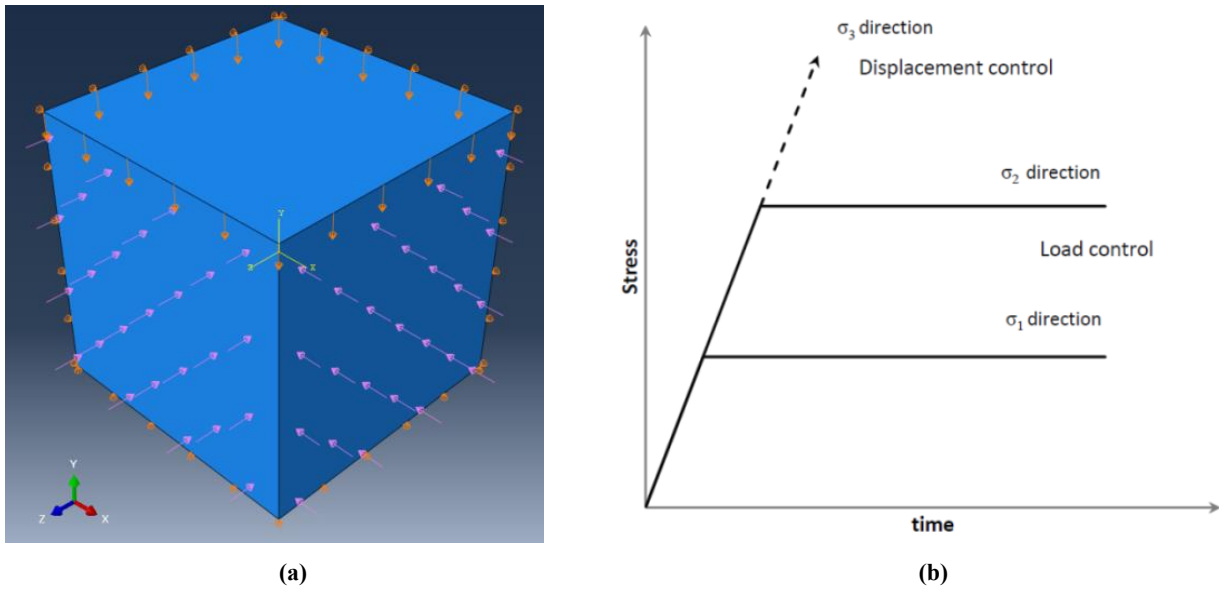 Y
Z
X
Y
Z
X
(a)
σ₃ direction
Displacement control
σ₂ direction
Load control
σ₁ direction
Stress
time
(b)